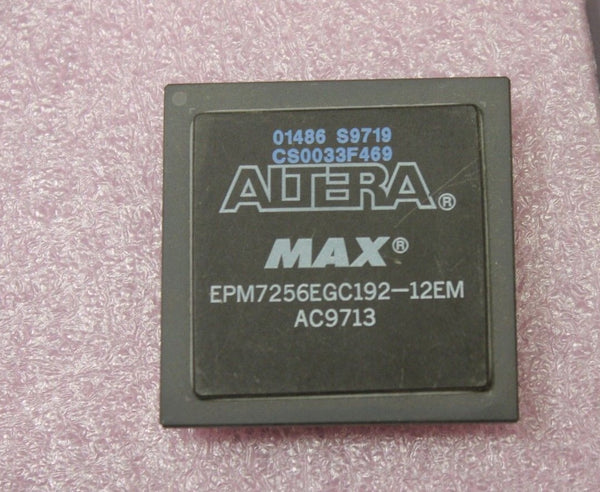 01486 S9719
CS0033F469
ALTERA®
MAX®
EPM7256EGC192-12EM
AC9713